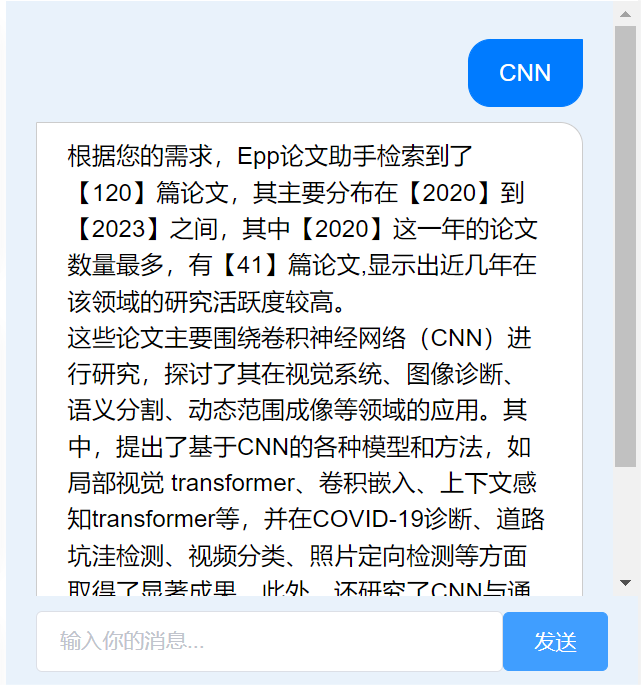 CNN
根据您的需求，Epp论文助手检索到了
【120】篇论文，其主要分布在【2020】到
【2023】之间，其中【2020】这一年的论文
数量最多，有【41】篇论文,显示出近几年在
该领域的研究活跃度较高。
这些论文主要围绕卷积神经网络（CNN）进
行研究，探讨了其在视觉系统、图像诊断、
语义分割、动态范围成像等领域的应用。其
中，提出了基于CNN的各种模型和方法，如
局部视觉 transformer、卷积嵌入、上下文感
知transformer等，并在COVID-19诊断、道路
坑洼检测、视频分类、照片定向检测等方面
取得了显著成果。此外，还研究了CNN与通
输入你的消息...
发送